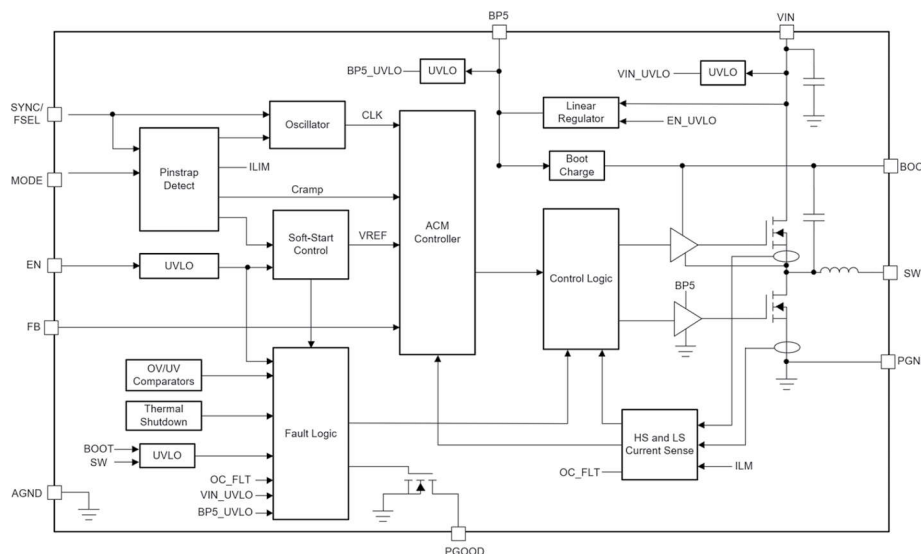 BP5
VIN
BP5_UVLO
UVLO
VIN_UVLO
UVLO
SYNC/
FSEL
Oscillator
CLK
Linear
Regulator
EN_UVLO
Pinstrap
Detect
ILIM
Boot
Charge
BOO
MODE
Cramp
ACM
Controller
Soft-Start
Control
VREF
Control Logic
EN
UVLO
SW
BP5
FB
OV/UV
Comparators
PGN
Thermal
Shutdown
Fault Logic
HS and LS
Current Sense
BOOT
SW
UVLO
OC_FLT
ILM
OC_FLT
VIN_UVLO
BP5_UVLO
AGND
PGOOD